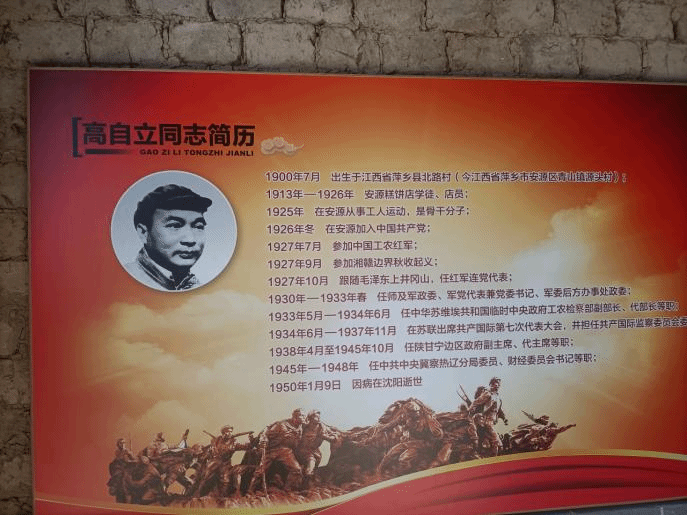 高自立同志简历
GAO ZI LI TONGZHI JIANLI
1900年7月 出生于江西省萍乡县北路村（今江西省萍乡市安源区青山镇源头村）；
1913年—1926年 安源糕饼店学徒、店员；
1925年 在安源从事工人运动，是骨干分子；
1926年冬 在安源加入中国共产党；
1927年7月 参加中国工农红军；
1927年9月 参加湘赣边界秋收起义；
1927年10月 跟随毛泽东上井冈山，任红军连党代表；
1930年—1933年春 任师及军政委、军党代表兼党委书记、军委后方办事处政委；
1933年5月—1934年6月 任中华苏维埃共和国临时中央政府工农检察部副部长、代部长等职；
1934年6月—1937年11月 在苏联出席共产国际第七次代表大会，并担任共产国际监察委员会委
1938年4月至1945年10月 任陕甘宁边区政府副主席、代主席等职；
1945年—1948年 任中共中央冀察热辽分局委员、财经委员会书记等职；
1950年1月9日 因病在沈阳逝世